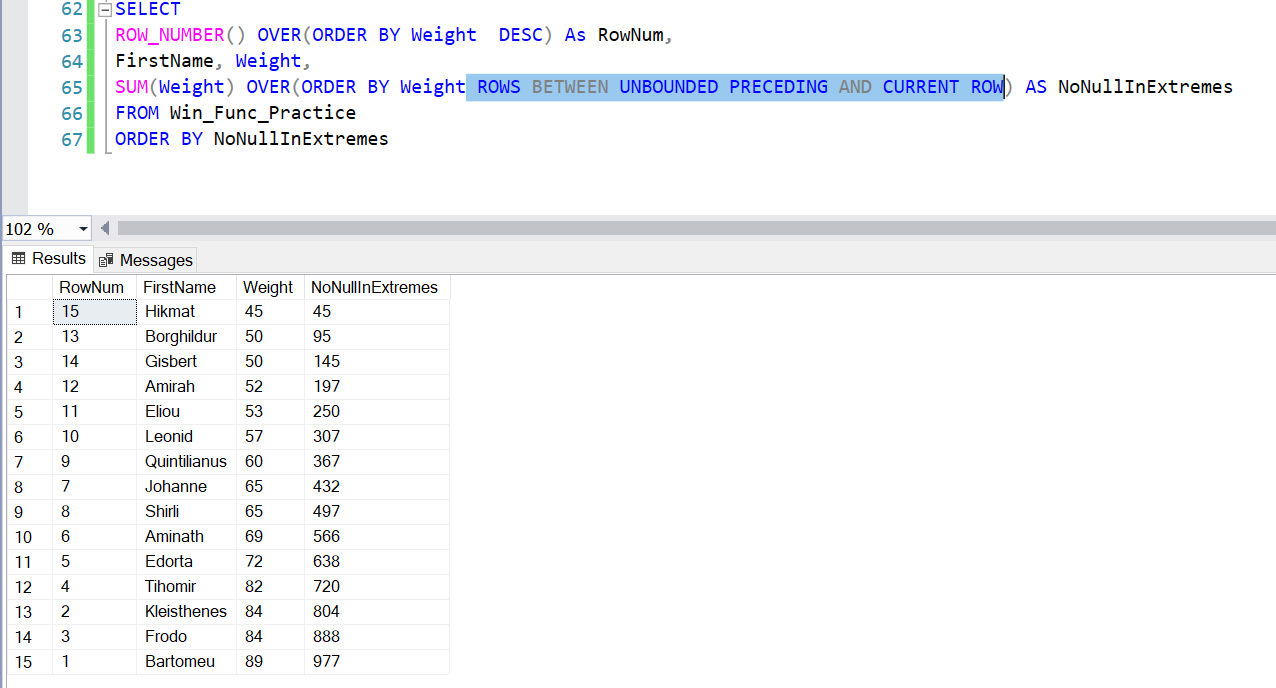 62 SELECT
63 ROW_NUMBER() OVER(ORDER BY Weight  DESC) As RowNum,
64 FirstName, Weight,
65 SUM(Weight) OVER(ORDER BY Weight ROWS BETWEEN UNBOUNDED PRECEDING AND CURRENT ROW) AS NoNullInExtremes
66 FROM Win_Func_Practice
67 ORDER BY NoNullInExtremes
102 %
Results Messages
RowNum FirstName Weight NoNullInExtremes
1 15 Hikmat 45 45
2 13 Borghildur 50 95
3 14 Gisbert 50 145
4 12 Amirah 52 197
5 11 Eliou 53 250
6 10 Leonid 57 307
7 9 Quintilianus 60 367
8 7 Johanne 65 432
9 8 Shirli 65 497
10 6 Aminath 69 566
11 5 Edorta 72 638
12 4 Tihomir 82 720
13 2 Kleisthenes 84 804
14 3 Frodo 84 888
15 1 Bartomeu 89 977